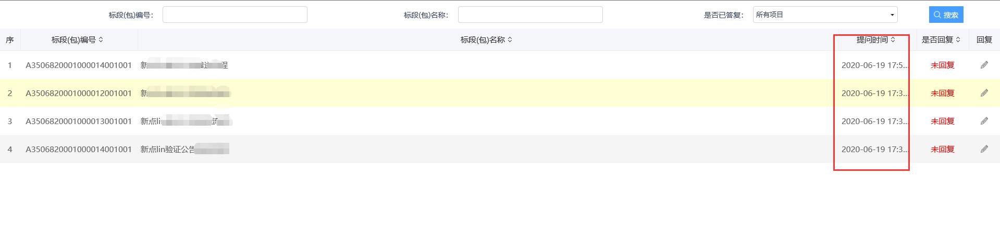 标段(包)编号： 标段(包)名称： 是否已答复： 所有项目 搜索
序 标段(包)编号 标段(包)名称 提问时间 是否回复 回复
1 A3506820001000014001001 新 程 2020-06-19 17:5... 未回复
2 A3506820001000012001001 新 2020-06-19 17:3... 未回复
3 A3506820001000013001001 新点li 2020-06-19 17:3... 未回复
4 A3506820001000014001001 新点lin验证公告 2020-06-19 17:3... 未回复